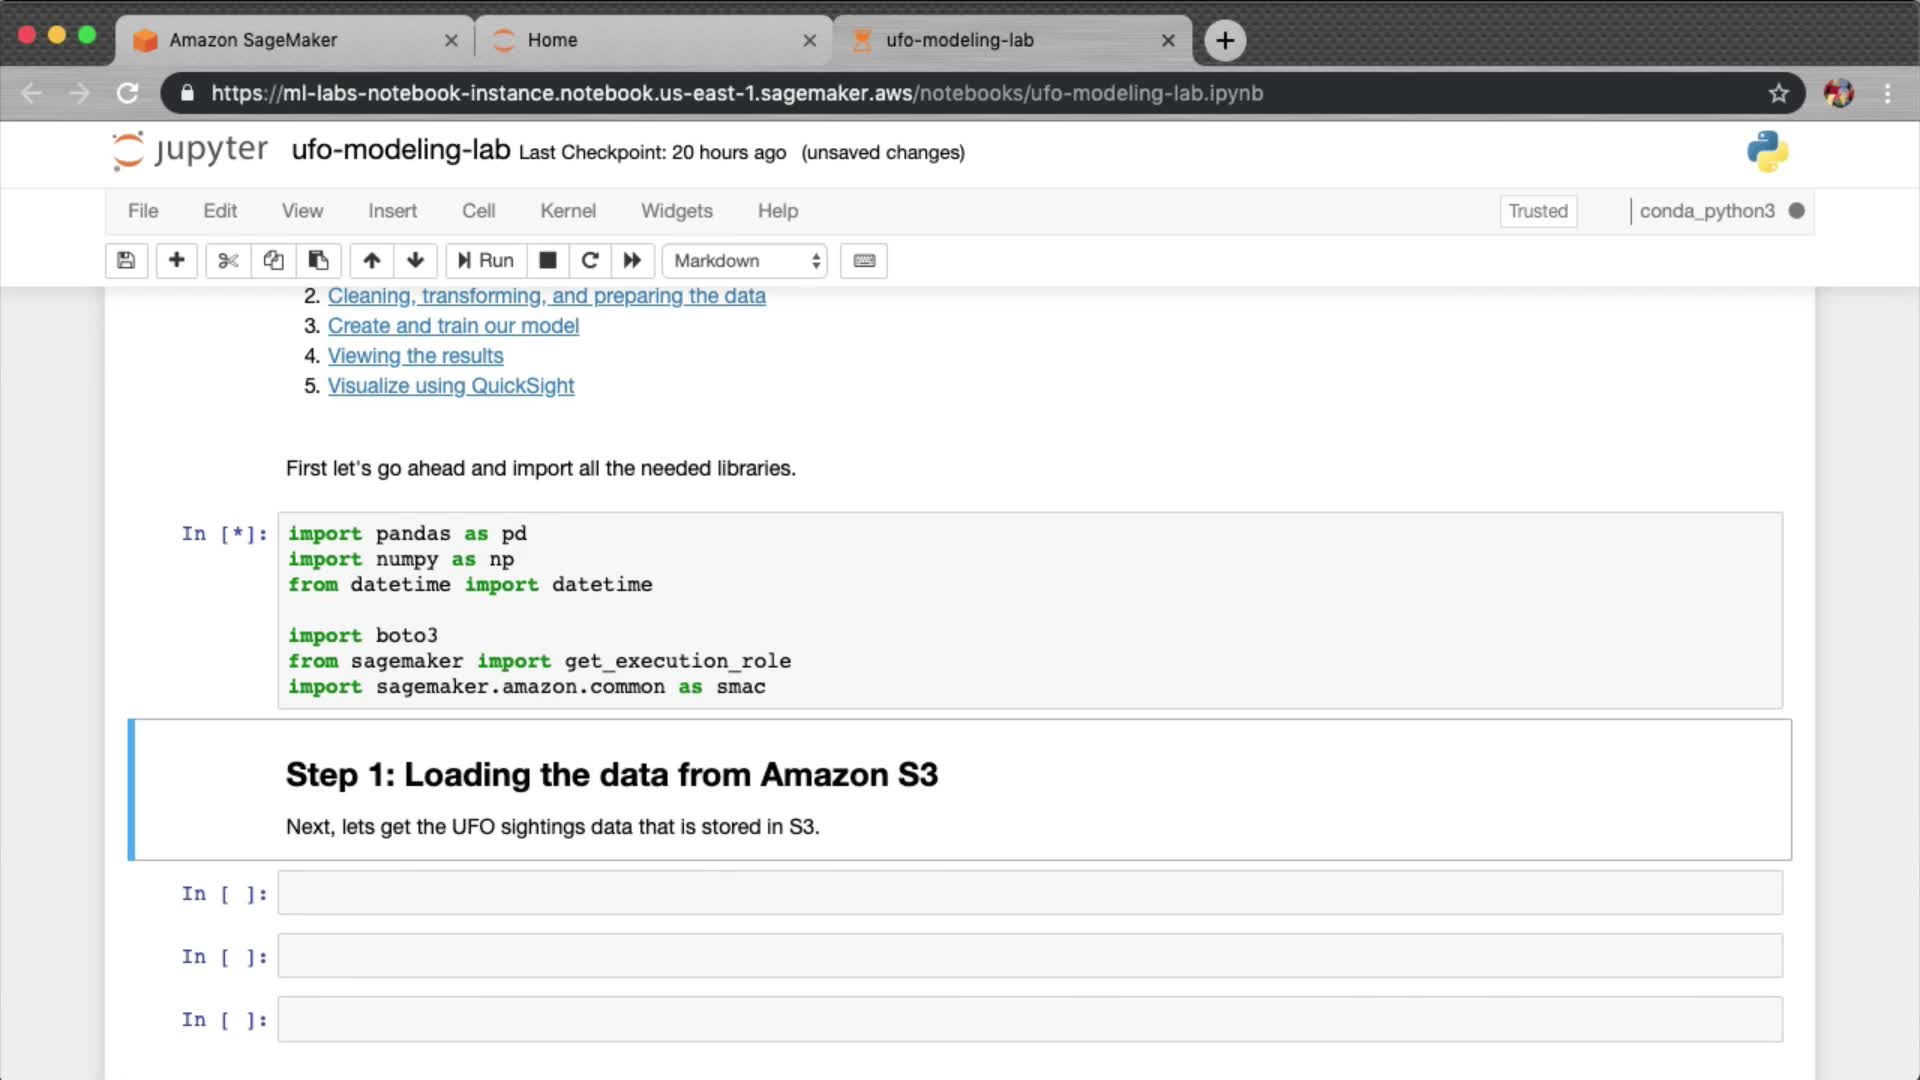 Amazon SageMaker
Home
ufo-modeling-lab
https://ml-labs-notebook-instance.notebook.us-east-1.sagemaker.aws/notebooks/ufo-modeling-lab.ipynb
jupyter ufo-modeling-lab Last Checkpoint: 20 hours ago (unsaved changes)
File Edit View Insert Cell Kernel Widgets Help Trusted conda_python3
Run Markdown
2. Cleaning, transforming, and preparing the data
3. Create and train our model
4. Viewing the results
5. Visualize using QuickSight
First let's go ahead and import all the needed libraries.
In [*]: import pandas as pd
import numpy as np
from datetime import datetime
import boto3
from sagemaker import get_execution_role
import sagemaker.amazon.common as smac
Step 1: Loading the data from Amazon S3
Next, lets get the UFO sightings data that is stored in S3.
In [ ]:
In [ ]:
In [ ]: